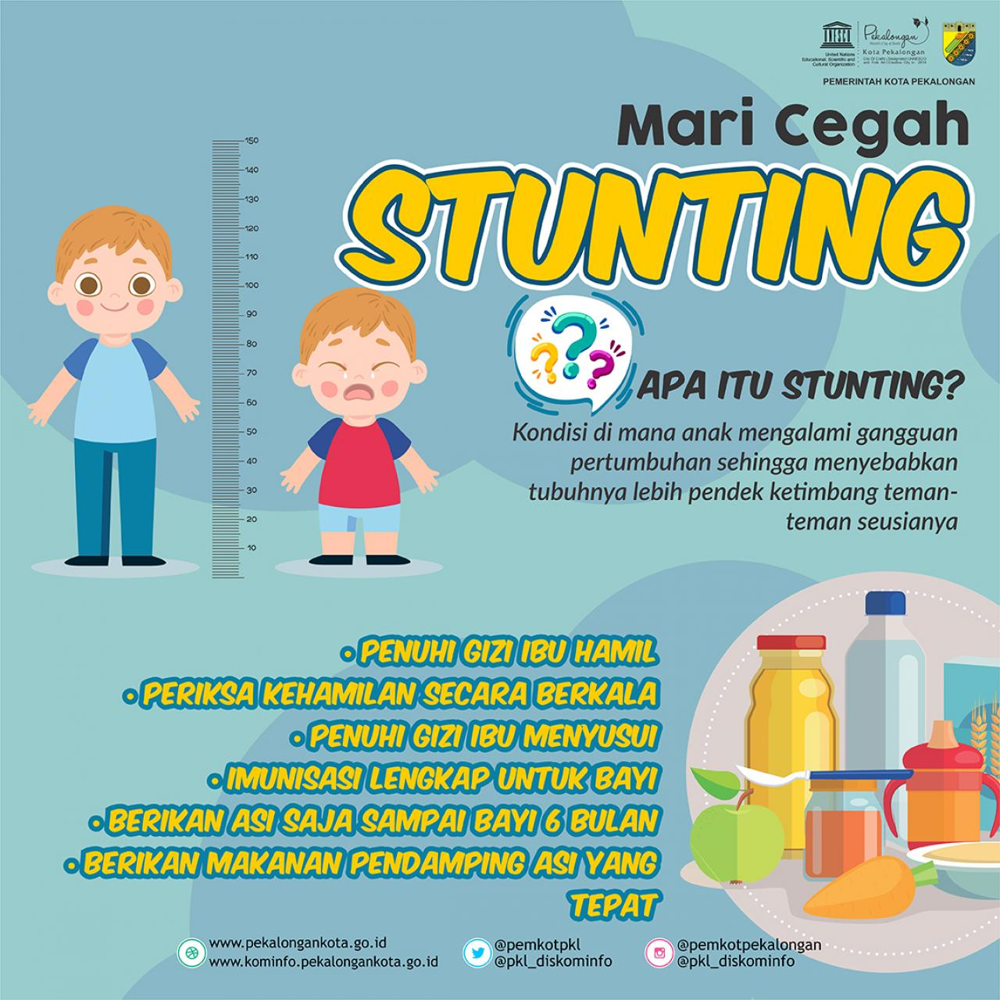 UNESCO
United Nations
Educational, Scientific and
Cultural Organization
Pekalongan
World's City of Batik
Kota Pekalongan
City Of Crafts | Designated UNESCO
and Folk Art | Creative City in 2014
PEMERINTAH KOTA PEKALONGAN
Mari Cegah
STUNTING
150
140
130
120
110
100
90
80
70
60
50
40
30
20
10
???
APA ITU STUNTING?
Kondisi di mana anak mengalami gangguan
pertumbuhan sehingga menyebabkan
tubuhnya lebih pendek ketimbang teman-
teman seusianya
• PENUHI GIZI IBU HAMIL
• PERIKSA KEHAMILAN SECARA BERKALA
• PENUHI GIZI IBU MENYUSUI
• IMUNISASI LENGKAP UNTUK BAYI
• BERIKAN ASI SAJA SAMPAI BAYI 6 BULAN
• BERIKAN MAKANAN PENDAMPING ASI YANG
TEPAT
www.pekalongankota.go.id
www.kominfo.pekalongankota.go.id
@pemkotpkl
@pkl_diskominfo
@pemkotpekalongan
@pkl_diskominfo